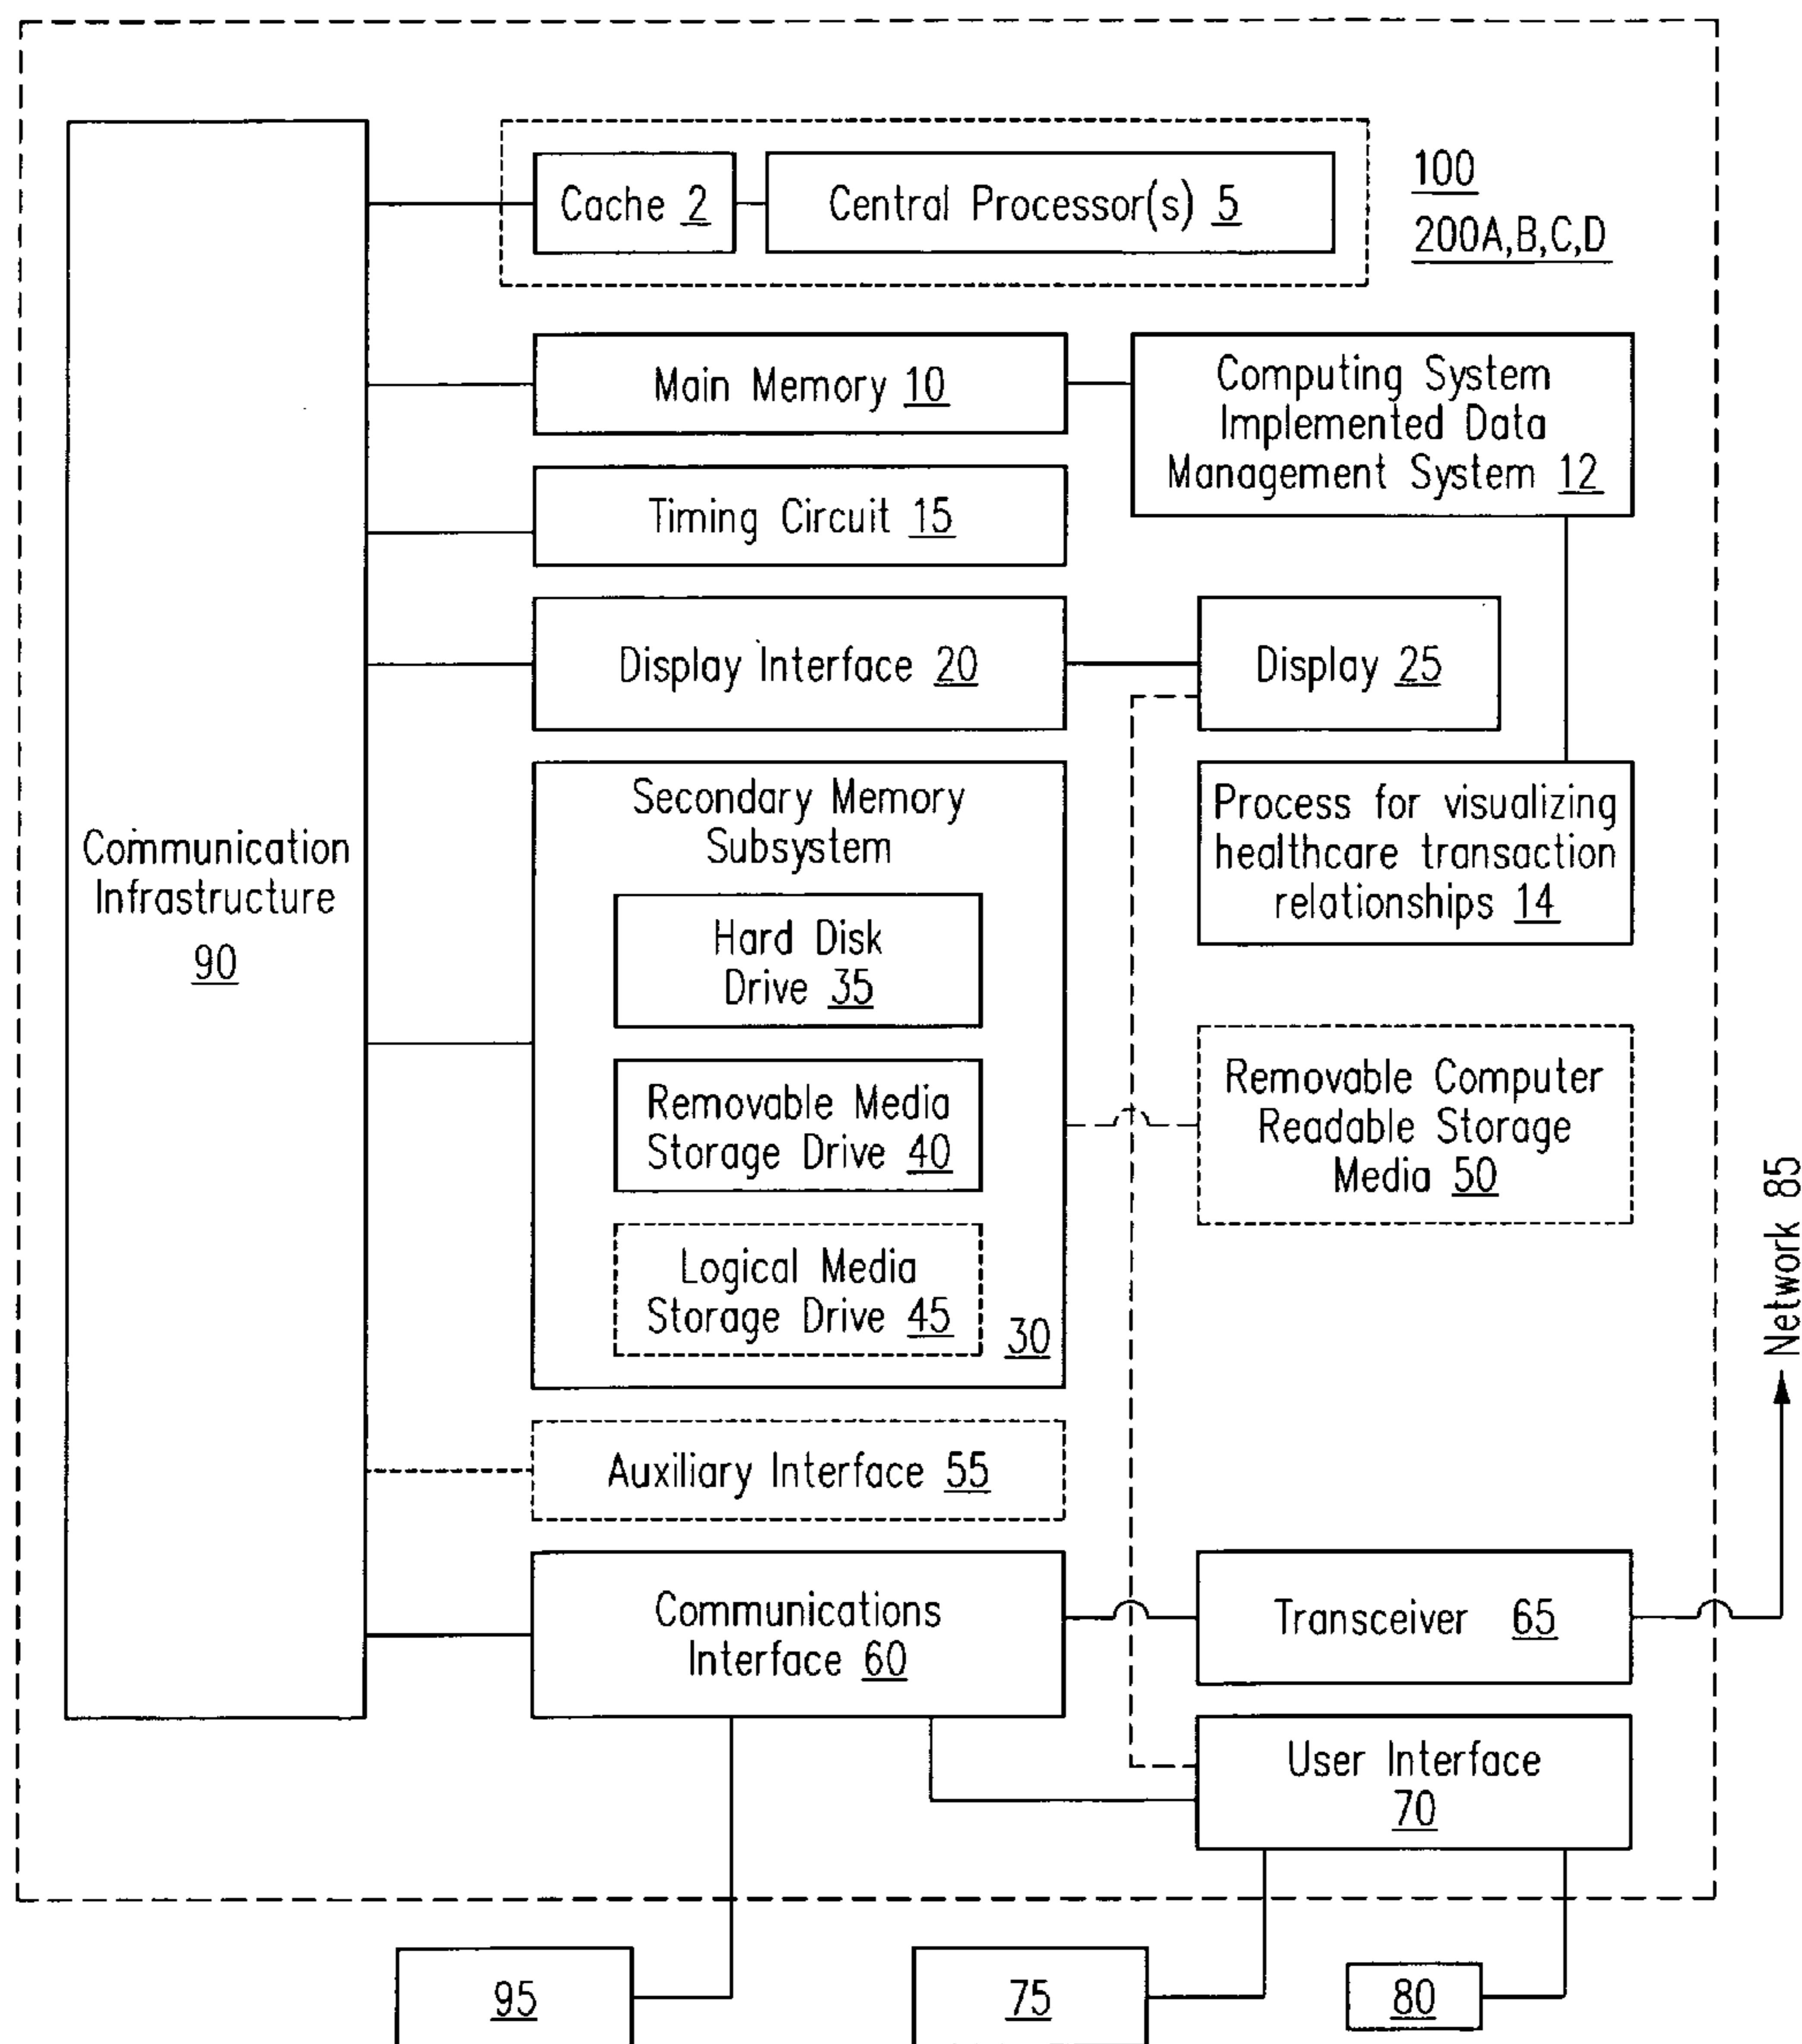 Cache 2
Central Processor(s) 5
100
200A,B,C,D
Main Memory 10
Computing System
Implemented Data
Management System 12
Timing Circuit 15
Display Interface 20
Display 25
Communication
Infrastructure
90
Secondary Memory
Subsystem
Hard Disk
Drive 35
Removable Media
Storage Drive 40
Logical Media
Storage Drive 45
30
Process for visualizing
healthcare transaction
relationships 14
Removable Computer
Readable Storage
Media 50
Network 85
Auxiliary Interface 55
Communications
Interface 60
Transceiver 65
User Interface
70
95
75
80